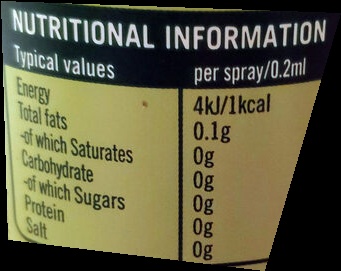 NUTRITIONAL INFORMATION
Typical values per spray/0.2ml
Energy 4kJ/1kcal
Total fats 0.1g
-of which Saturates 0g
Carbohydrate 0g
-of which Sugars 0g
Protein 0g
Salt 0g